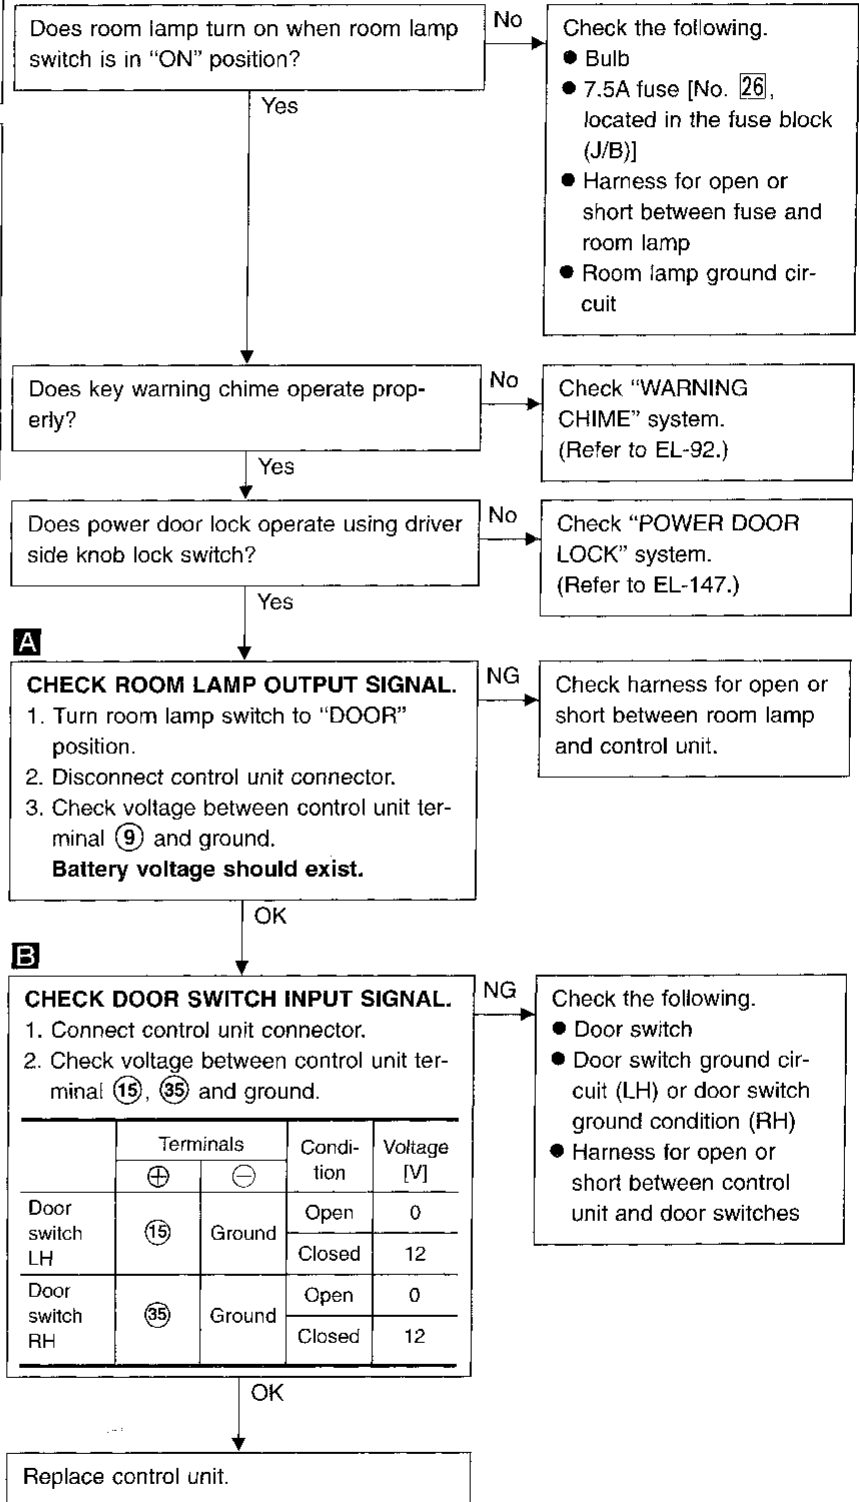 Does room lamp turn on when room lamp
switch is in “ON” position?
No
Check the following.
● Bulb
● 7.5A fuse [No. 26,
located in the fuse block
(J/B)]
● Harness for open or
short between fuse and
room lamp
● Room lamp ground cir-
cuit
Yes
Does key warning chime operate prop-
erly?
No
Check “WARNING
CHIME” system.
(Refer to EL-92.)
Yes
Does power door lock operate using driver
side knob lock switch?
No
Check “POWER DOOR
LOCK” system.
(Refer to EL-147.)
Yes
A
CHECK ROOM LAMP OUTPUT SIGNAL.
1. Turn room lamp switch to “DOOR”
position.
2. Disconnect control unit connector.
3. Check voltage between control unit ter-
minal ⑨ and ground.
Battery voltage should exist.
NG
Check harness for open or
short between room lamp
and control unit.
OK
B
CHECK DOOR SWITCH INPUT SIGNAL.
1. Connect control unit connector.
2. Check voltage between control unit ter-
minal ⑮, ㉟ and ground.
Terminals Condi- Voltage
⊕ ⊖ tion [V]
Door
switch
LH
⑮ Ground
Open 0
Closed 12
Door
switch
RH
㉟ Ground
Open 0
Closed 12
NG
Check the following.
● Door switch
● Door switch ground cir-
cuit (LH) or door switch
ground condition (RH)
● Harness for open or
short between control
unit and door switches
OK
Replace control unit.